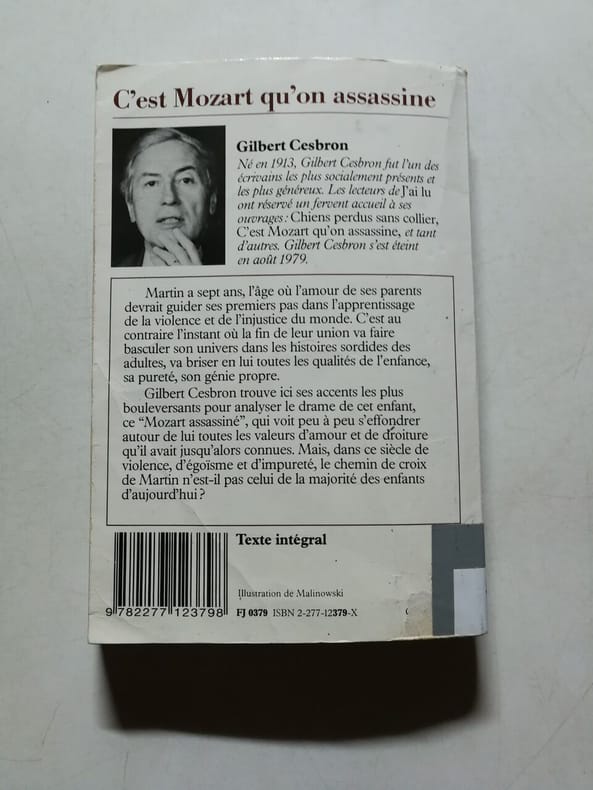 C'est Mozart qu'on assassine
Gilbert Cesbron
Né en 1913, Gilbert Cesbron fut l'un des
écrivains les plus socialement présents et
les plus généreux. Les lecteurs de J'ai lu
ont réservé un fervent accueil à ses
ouvrages : Chiens perdus sans collier,
C'est Mozart qu'on assassine, et tant
d'autres. Gilbert Cesbron s'est éteint
en août 1979.
Martin a sept ans, l'âge où l'amour de ses parents
devrait guider ses premiers pas dans l'apprentissage
de la violence et de l'injustice du monde. C'est au
contraire l'instant où la fin de leur union va faire
basculer son univers dans les histoires sordides des
adultes, va briser en lui toutes les qualités de l'enfance,
sa pureté, son génie propre.
Gilbert Cesbron trouve ici ses accents les plus
bouleversants pour analyser le drame de cet enfant,
ce "Mozart assassiné", qui voit peu à peu s'effondrer
autour de lui toutes les valeurs d'amour et de droiture
qu'il avait jusqu'alors connues. Mais, dans ce siècle de
violence, d'égoïsme et d'impureté, le chemin de croix
de Martin n'est-il pas celui de la majorité des enfants
d'aujourd'hui ?
Texte intégral
Illustration de Malinowski
9 782277 123798
FJ 0379 ISBN 2-277-12379-X